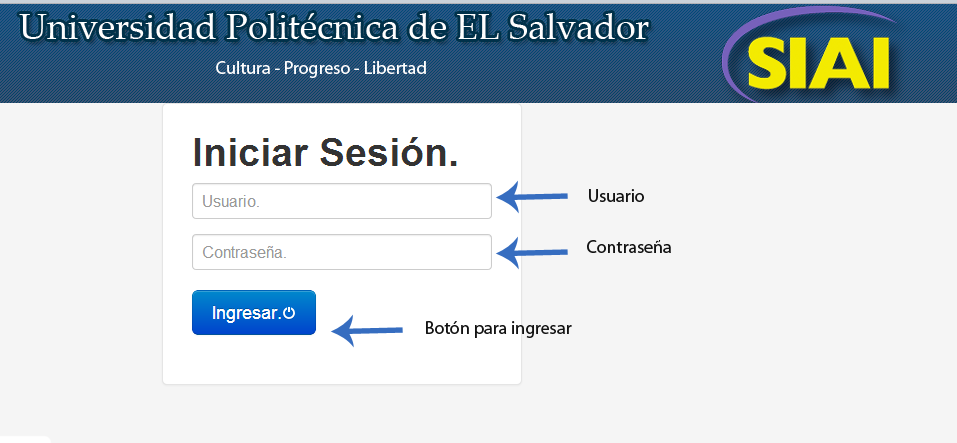 Universidad Politécnica de EL Salvador
Cultura - Progreso - Libertad
SIAI
Iniciar Sesión.
Usuario.
Usuario
Contraseña.
Contraseña
Ingresar.
Botón para ingresar